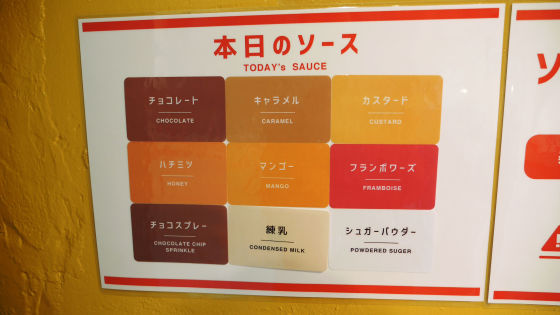 本日のソース
TODAY's SAUCE
チョコレート
CHOCOLATE
キャラメル
CARAMEL
カスタード
CUSTARD
ハチミツ
HONEY
マンゴー
MANGO
フランボワーズ
FRAMBOISE
チョコスプレー
CHOCOLATE CHIP
SPRINKLE
練乳
CONDENSED MILK
シュガーパウダー
POWDERED SUGER
ソ